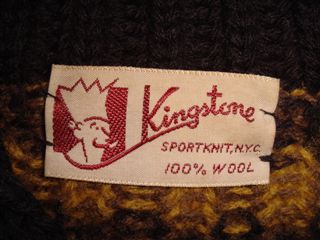 Kingstone
SPORTKNIT, N.Y.C.
100% WOOL